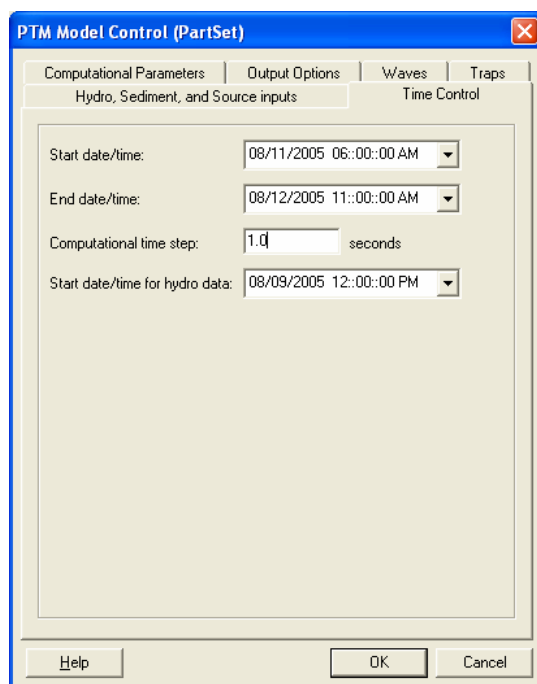 PTM Model Control (PartSet)
Computational Parameters Output Options Waves Traps
Hydro, Sediment, and Source inputs Time Control
Start date/time: 08/11/2005 06::00::00 AM
End date/time: 08/12/2005 11::00::00 AM
Computational time step: 1.0 seconds
Start date/time for hydro data: 08/09/2005 12::00::00 PM
Help OK Cancel